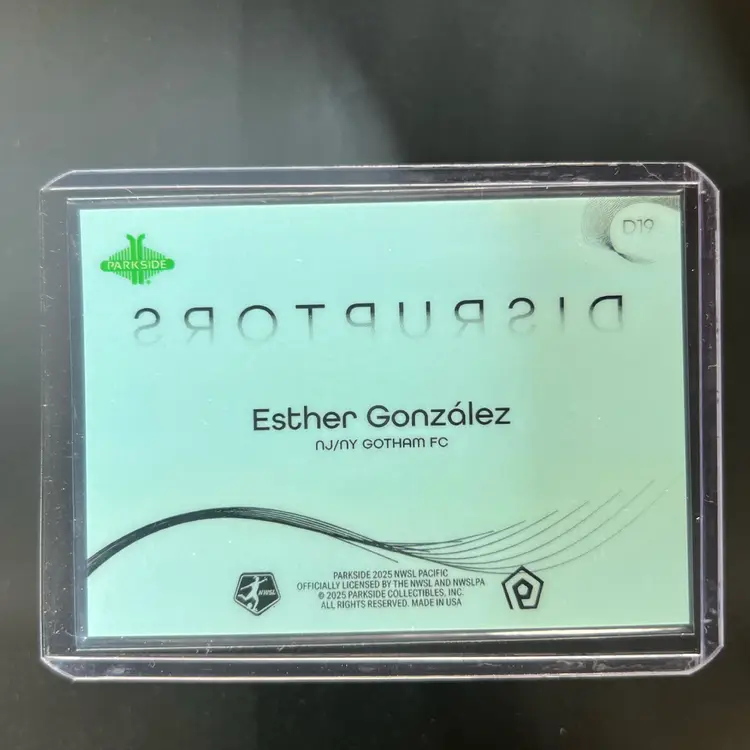 D19
PARKSIDE
DISRUPTORS
Esther González
NJ/NY GOTHAM FC
PARKSIDE 2025 NWSL PACIFIC
OFFICIALLY LICENSED BY THE NWSL AND NWSLPA
© 2025 PARKSIDE COLLECTIBLES, INC.
ALL RIGHTS RESERVED. MADE IN USA
NWSL